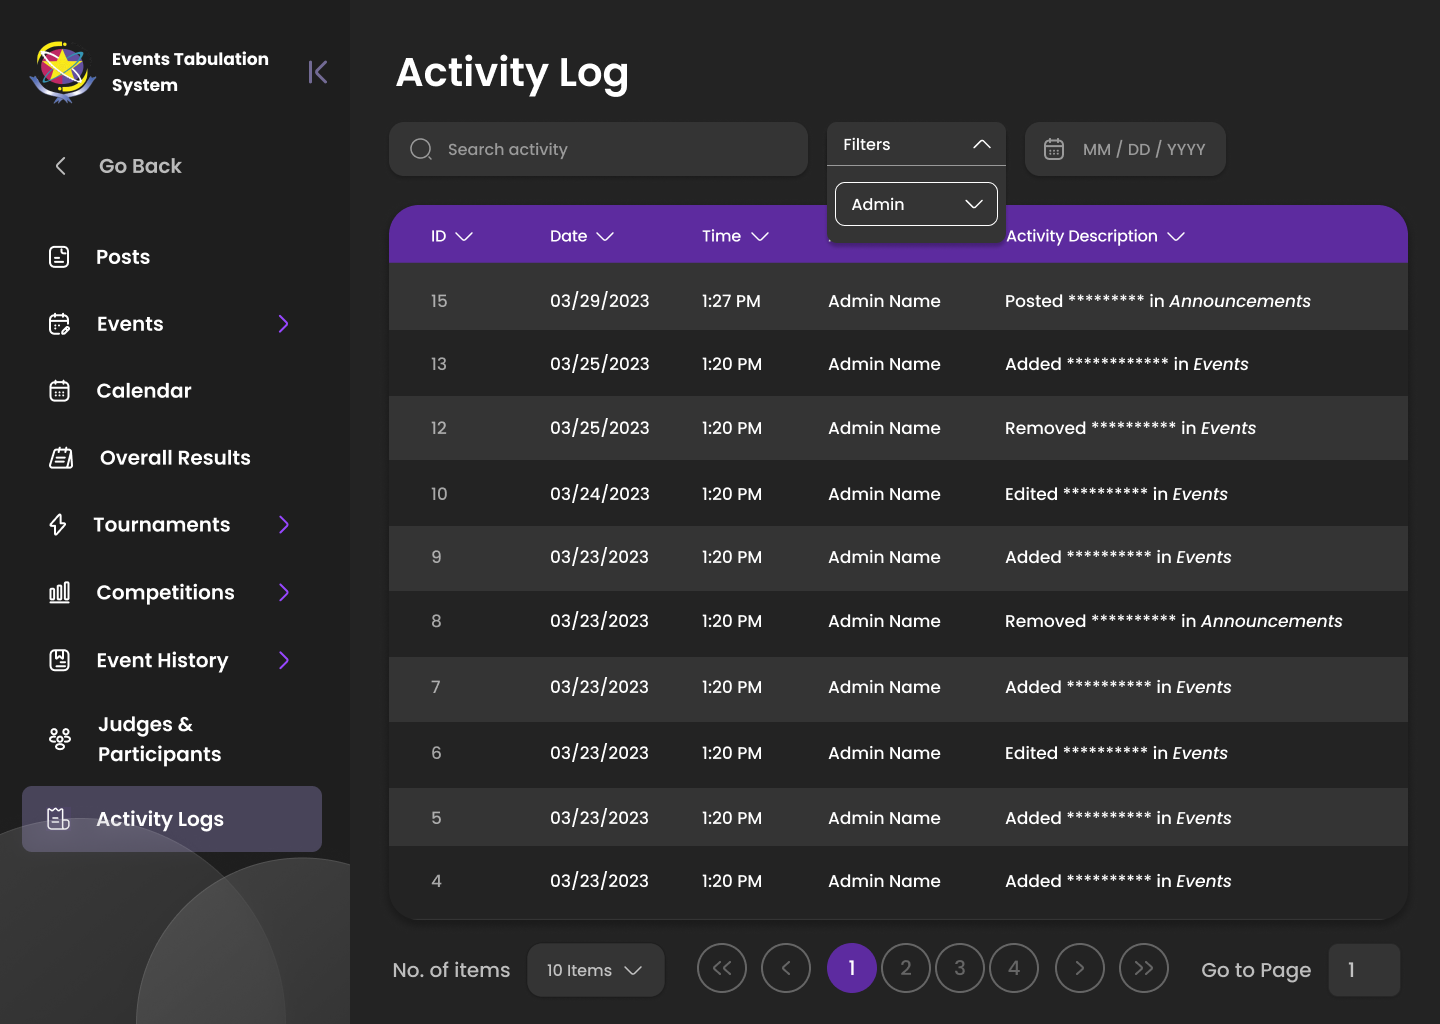 Events Tabulation
System
Go Back
Posts
Events
Calendar
Overall Results
Tournaments
Competitions
Event History
Judges &
Participants
Activity Logs
Activity Log
Search activity
Filters
MM / DD / YYYY
Admin
ID Date Time Activity Description
15 03/29/2023 1:27 PM Admin Name Posted ********* in Announcements
13 03/25/2023 1:20 PM Admin Name Added ************ in Events
12 03/25/2023 1:20 PM Admin Name Removed ********** in Events
10 03/24/2023 1:20 PM Admin Name Edited ********** in Events
9 03/23/2023 1:20 PM Admin Name Added ********** in Events
8 03/23/2023 1:20 PM Admin Name Removed ********** in Announcements
7 03/23/2023 1:20 PM Admin Name Added ********** in Events
6 03/23/2023 1:20 PM Admin Name Edited ********** in Events
5 03/23/2023 1:20 PM Admin Name Added ********** in Events
4 03/23/2023 1:20 PM Admin Name Added ********** in Events
No. of items 10 Items << < 1 2 3 4 > >> Go to Page 1